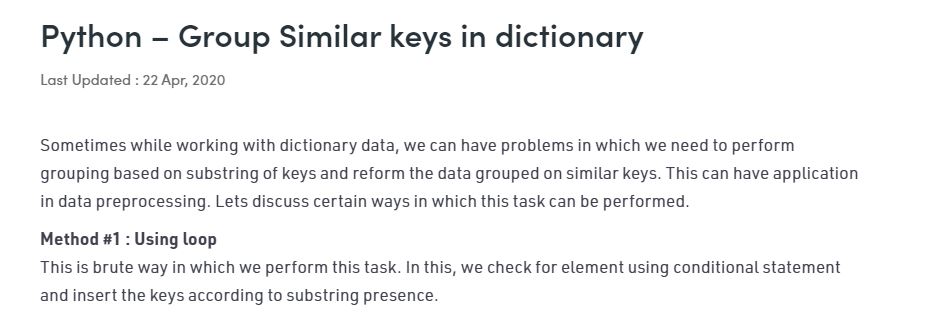 Python – Group Similar keys in dictionary
Last Updated : 22 Apr, 2020
Sometimes while working with dictionary data, we can have problems in which we need to perform
grouping based on substring of keys and reform the data grouped on similar keys. This can have application
in data preprocessing. Lets discuss certain ways in which this task can be performed.
Method #1 : Using loop
This is brute way in which we perform this task. In this, we check for element using conditional statement
and insert the keys according to substring presence.